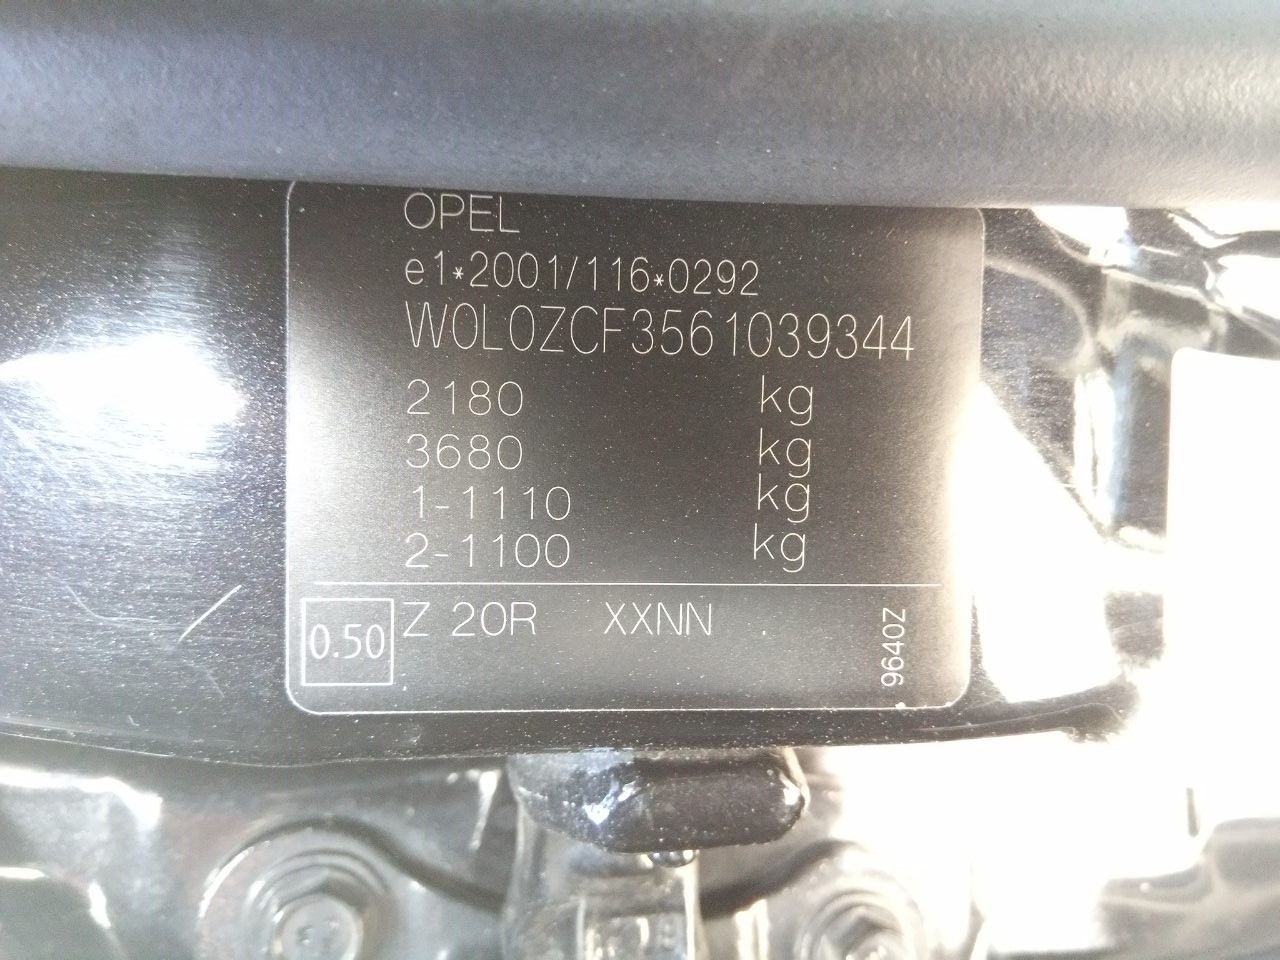 OPEL
e1*2001/116*0292
W0L0ZCF3561039344
2180 kg
3680 kg
1-1110 kg
2-1100 kg
0.50 Z 20R XXNN
9640Z